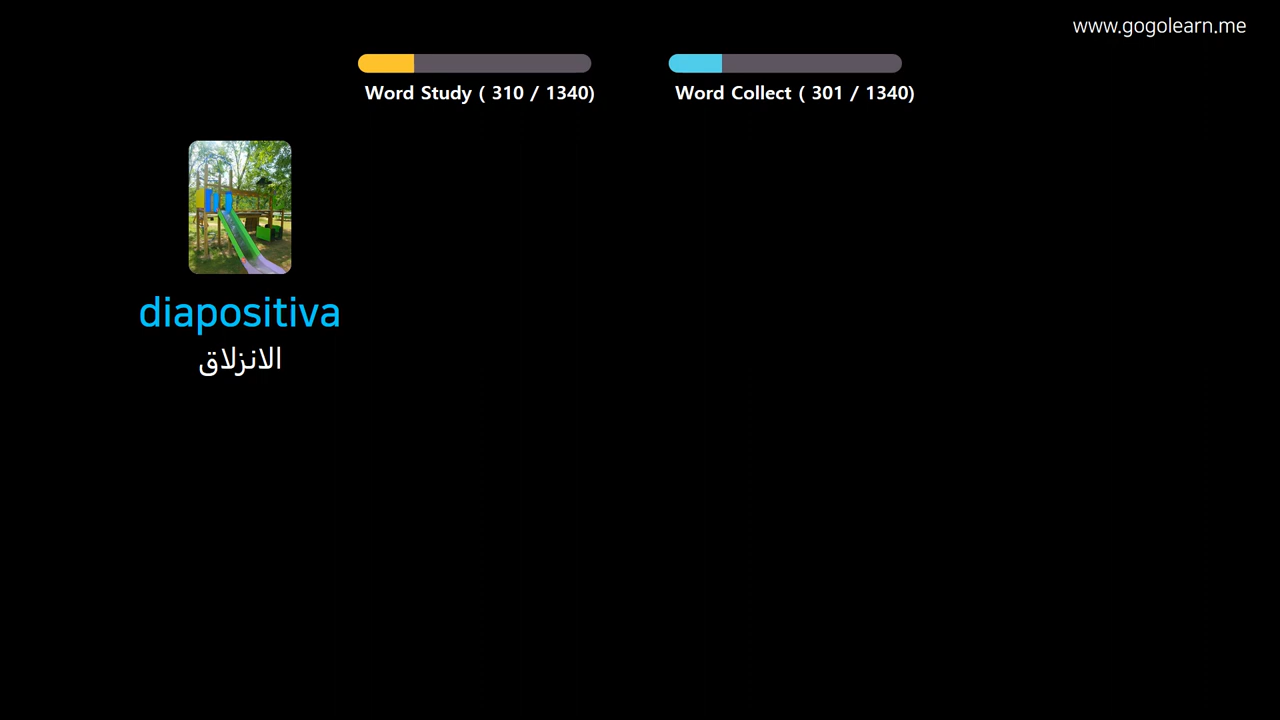 www.gogolearn.me
Word Study ( 310 / 1340)
Word Collect ( 301 / 1340)
diapositiva
الانزلاق